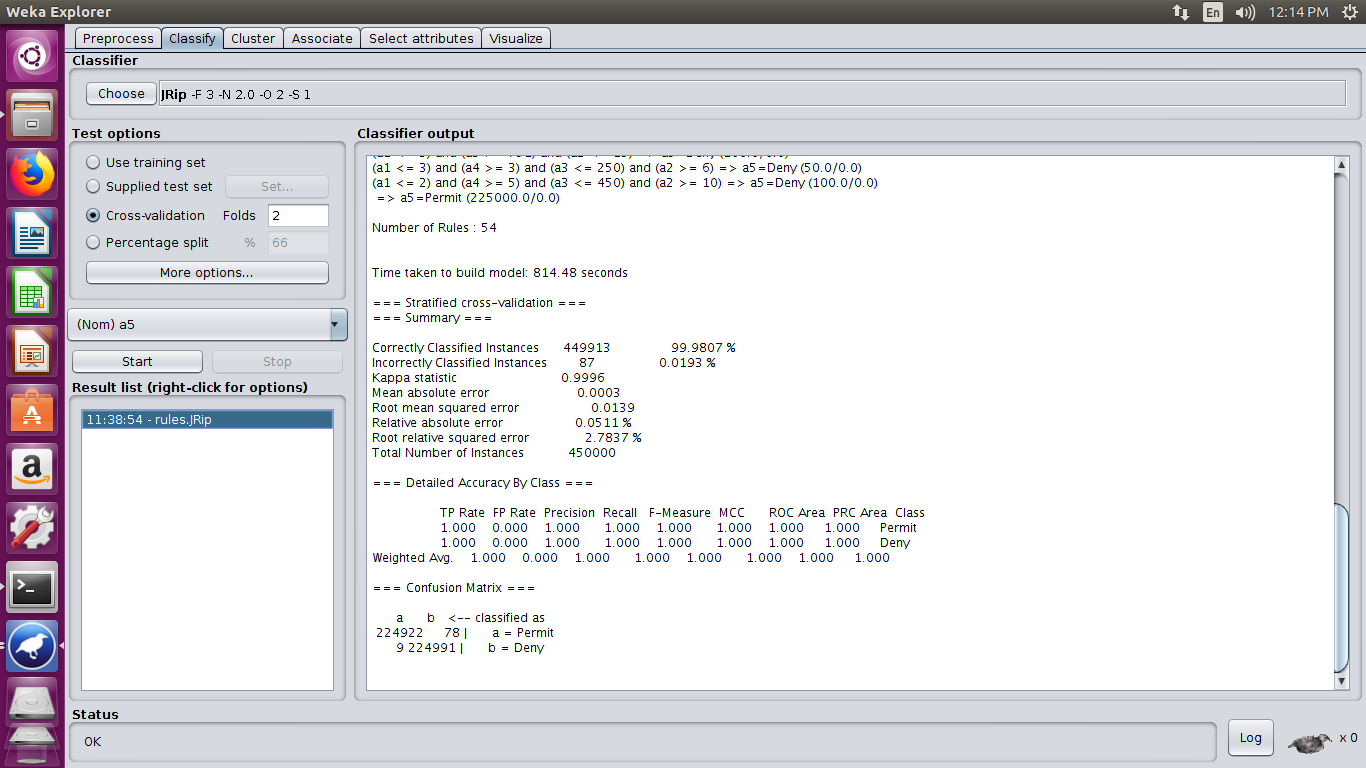 Weka Explorer
En 12:14 PM
Preprocess Classify Cluster Associate Select attributes Visualize
Classifier
Choose JRip -F 3 -N 2.0 -O 2 -S 1
Test options
Use training set
Supplied test set Set...
Cross-validation Folds 2
Percentage split % 66
More options...
(Nom) a5
Start Stop
Result list (right-click for options)
11:38:54 - rules.JRip
Classifier output
(a1 <= 3) and (a4 >= 3) and (a3 <= 250) and (a2 >= 6) => a5=Deny (50.0/0.0)
(a1 <= 2) and (a4 >= 5) and (a3 <= 450) and (a2 >= 10) => a5=Deny (100.0/0.0)
=> a5=Permit (225000.0/0.0)
Number of Rules : 54
Time taken to build model: 814.48 seconds
=== Stratified cross-validation ===
=== Summary ===
Correctly Classified Instances 449913 99.9807 %
Incorrectly Classified Instances 87 0.0193 %
Kappa statistic 0.9996
Mean absolute error 0.0003
Root mean squared error 0.0139
Relative absolute error 0.0511 %
Root relative squared error 2.7837 %
Total Number of Instances 450000
=== Detailed Accuracy By Class ===
TP Rate FP Rate Precision Recall F-Measure MCC ROC Area PRC Area Class
1.000 0.000 1.000 1.000 1.000 1.000 1.000 1.000 Permit
1.000 0.000 1.000 1.000 1.000 1.000 1.000 1.000 Deny
Weighted Avg. 1.000 0.000 1.000 1.000 1.000 1.000 1.000 1.000
=== Confusion Matrix ===
a b <-- classified as
224922 78 | a = Permit
9 224991 | b = Deny
Status
OK
Log
x 0